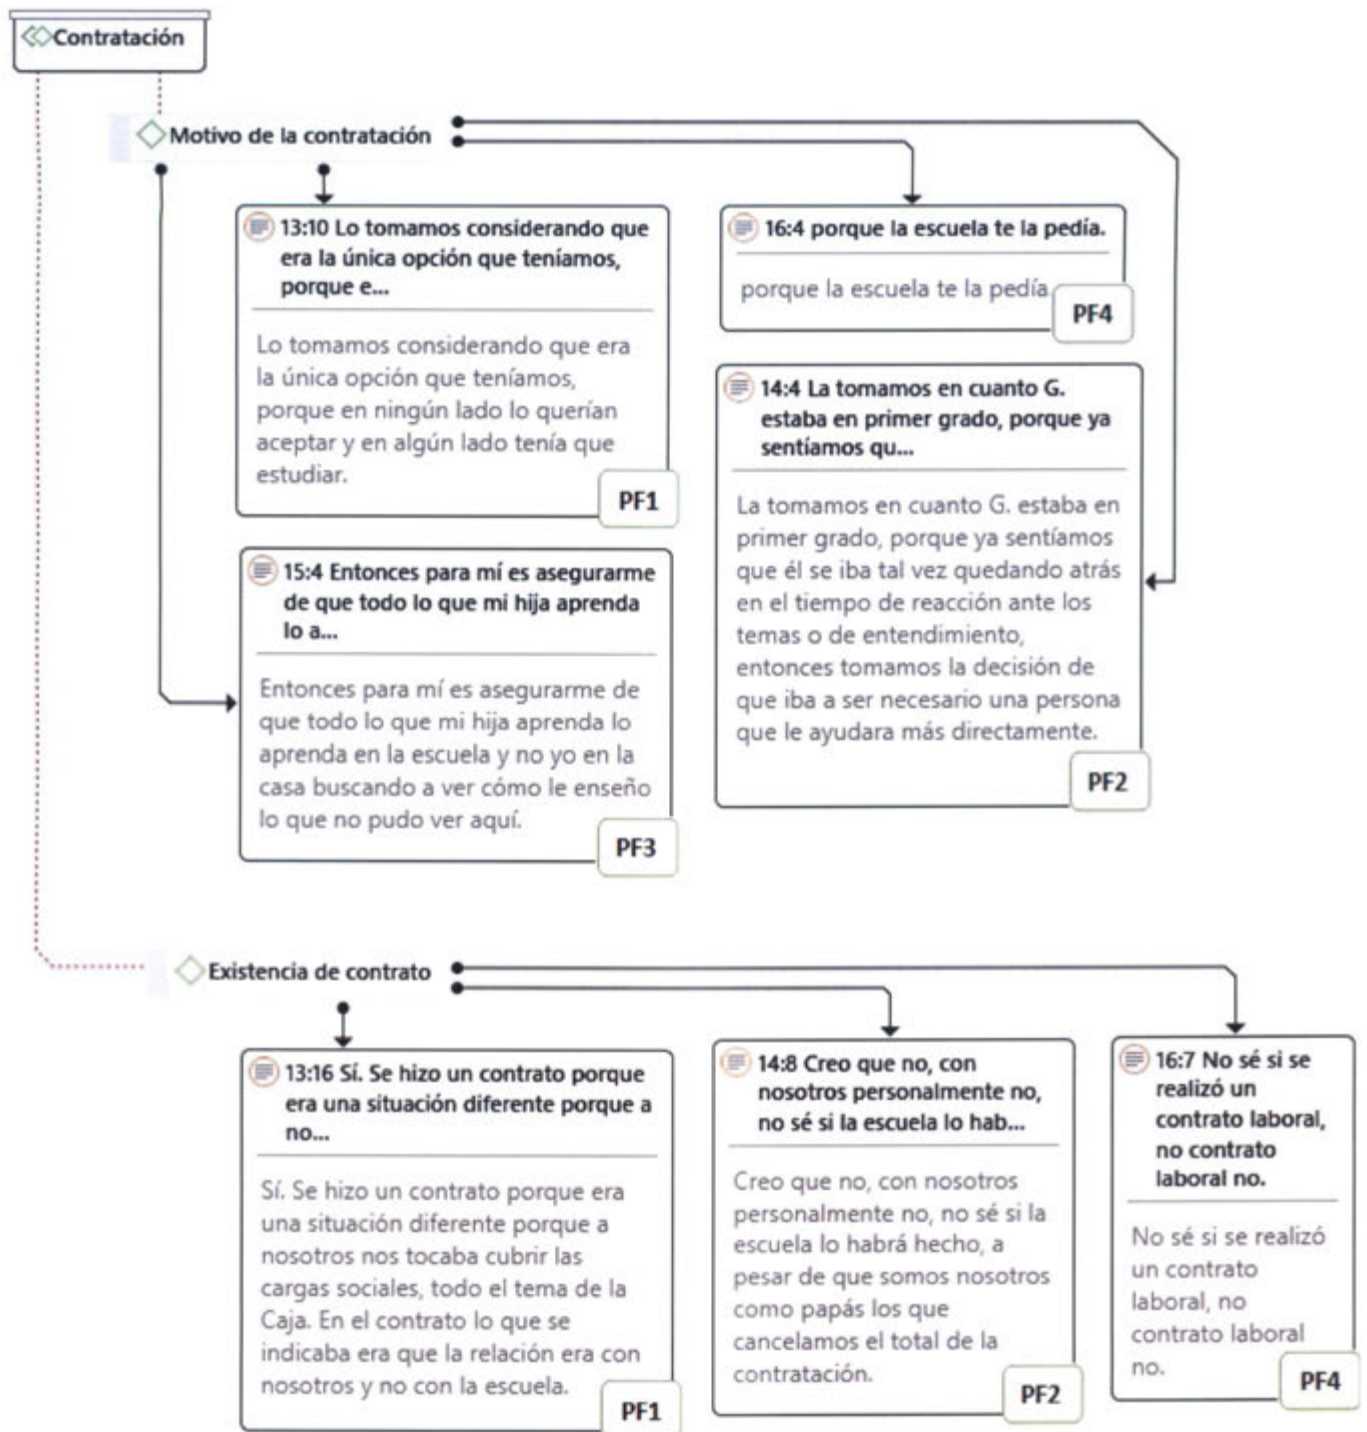 Contratación
Motivo de la contratación
13:10 Lo tomamos considerando que
era la única opción que teníamos,
porque e...
Lo tomamos considerando que era
la única opción que teníamos,
porque en ningún lado lo querían
aceptar y en algún lado tenía que
estudiar.
PF1
16:4 porque la escuela te la pedía.
porque la escuela te la pedía.
PF4
15:4 Entonces para mí es asegurarme
de que todo lo que mi hija aprenda
lo a...
Entonces para mí es asegurarme de
que todo lo que mi hija aprenda lo
aprenda en la escuela y no yo en la
casa buscando a ver cómo le enseño
lo que no pudo ver aquí.
PF3
14:4 La tomamos en cuanto G.
estaba en primer grado, porque ya
sentíamos qu...
La tomamos en cuanto G. estaba en
primer grado, porque ya sentíamos
que él se iba tal vez quedando atrás
en el tiempo de reacción ante los
temas o de entendimiento,
entonces tomamos la decisión de
que iba a ser necesario una persona
que le ayudara más directamente.
PF2
Existencia de contrato
13:16 Sí. Se hizo un contrato porque
era una situación diferente porque a
no...
Sí. Se hizo un contrato porque era
una situación diferente porque a
nosotros nos tocaba cubrir las
cargas sociales, todo el tema de la
Caja. En el contrato lo que se
indicaba era que la relación era con
nosotros y no con la escuela.
PF1
14:8 Creo que no, con
nosotros personalmente no,
no sé si la escuela lo hab...
Creo que no, con nosotros
personalmente no, no sé si la
escuela lo habrá hecho, a
pesar de que somos nosotros
como papás los que
cancelamos el total de la
contratación.
PF2
16:7 No sé si se
realizó un
contrato laboral,
no contrato
laboral no.
No sé si se realizó
un contrato
laboral, no
contrato laboral
no.
PF4